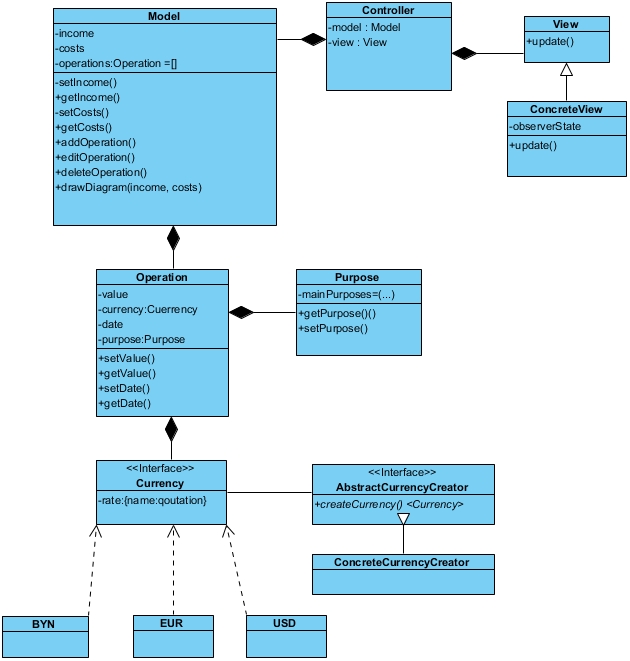 Model
-income
-costs
-operations:Operation =[]
-setIncome()
+getIncome()
-setCosts()
+getCosts()
+addOperation()
+editOperation()
+deleteOperation()
+drawDiagram(income, costs)
Controller
-model : Model
-view : View
View
+update()
ConcreteView
-observerState
+update()
Operation
-value
-currency:Cuerrency
-date
-purpose:Purpose
+setValue()
+getValue()
+setDate()
+getDate()
Purpose
-mainPurposes=(...)
+getPurpose()()
+setPurpose()
<<Interface>>
Currency
-rate:{name:qoutation}
<<Interface>>
AbstractCurrencyCreator
+createCurrency() <Currency>
ConcreteCurrencyCreator
BYN
EUR
USD